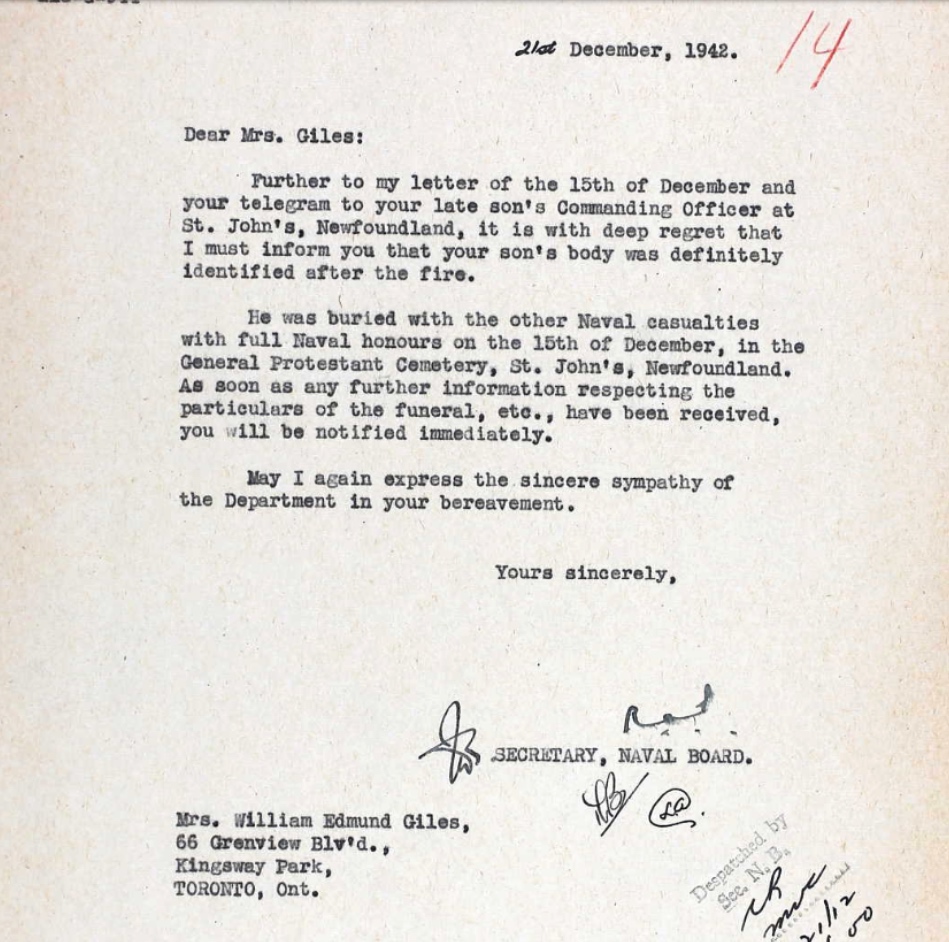 21st December, 1942.
14
Dear Mrs. Giles:
Further to my letter of the 15th of December and
your telegram to your late son's Commanding Officer at
St. John's, Newfoundland, it is with deep regret that
I must inform you that your son's body was definitely
identified after the fire.
He was buried with the other Naval casualties
with full Naval honours on the 15th of December, in the
General Protestant Cemetery, St. John's, Newfoundland.
As soon as any further information respecting the
particulars of the funeral, etc., have been received,
you will be notified immediately.
May I again express the sincere sympathy of
the Department in your bereavement.
Yours sincerely,
SECRETARY, NAVAL BOARD.
Mrs. William Edmund Giles,
66 Grenview Blv'd.,
Kingsway Park,
TORONTO, Ont.
Despatched by
Sec. N. B.
21/12